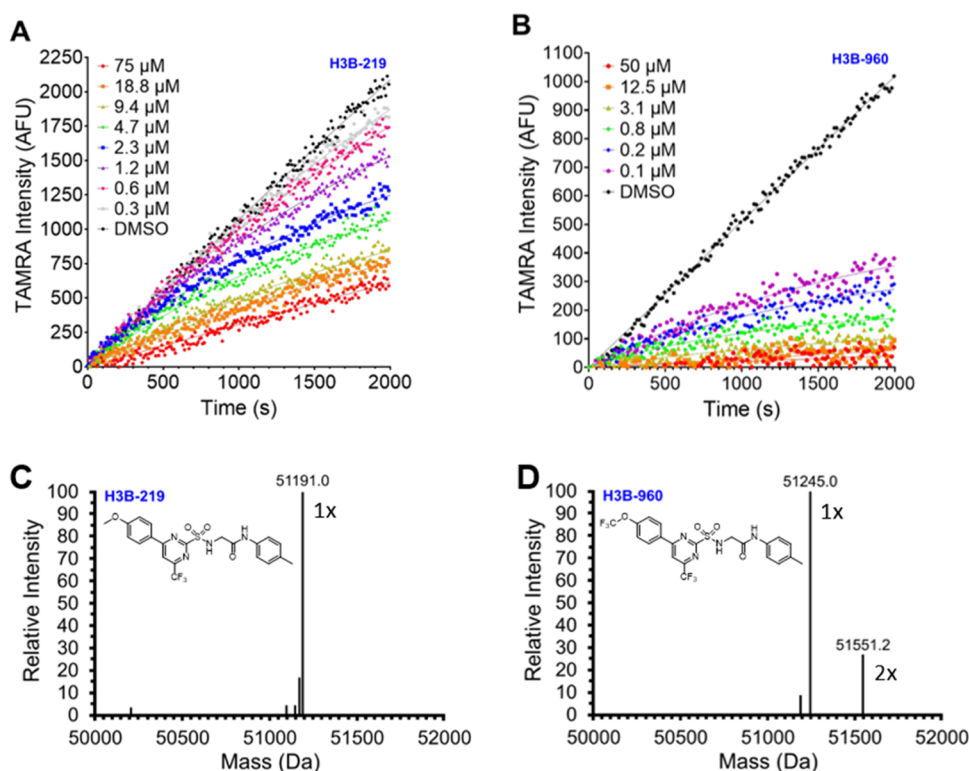 A
H3B-219
TAMRA Intensity (AFU)
2250
2000
1750
1500
1250
1000
750
500
250
0
75 µM
18.8 µM
9.4 µM
4.7 µM
2.3 µM
1.2 µM
0.6 µM
0.3 µM
DMSO
0
500
1000
1500
2000
Time (s)
B
H3B-960
TAMRA Intensity (AFU)
1100
1000
900
800
700
600
500
400
300
200
100
0
50 µM
12.5 µM
3.1 µM
0.8 µM
0.2 µM
0.1 µM
DMSO
0
500
1000
1500
2000
Time (s)
C
H3B-219
51191.0
1x
Relative Intensity
100
90
80
70
60
50
40
30
20
10
0
O
N
N
CF3
O
O
S
N
H
O
H
N
50000
50500
51000
51500
52000
Mass (Da)
D
H3B-960
51245.0
1x
51551.2
2x
Relative Intensity
100
90
80
70
60
50
40
30
20
10
0
F3C
O
N
N
CF3
O
O
S
N
H
O
H
N
50000
50500
51000
51500
52000
Mass (Da)